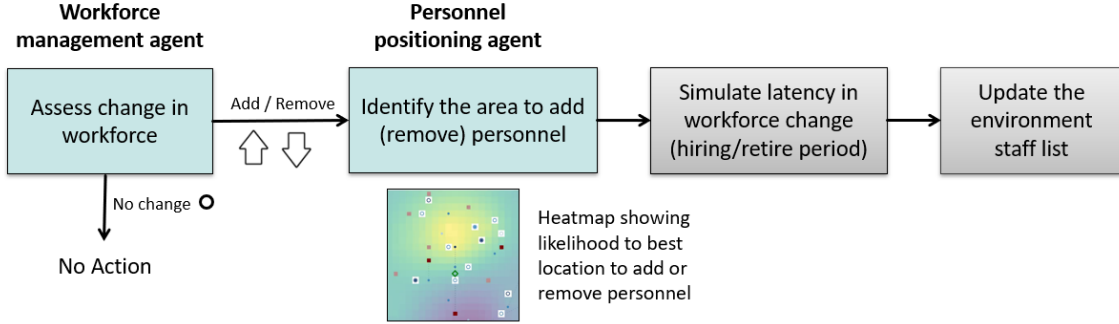 Workforce
management agent
Personnel
positioning agent
Assess change in
workforce
Add / Remove
Identify the area to add
(remove) personnel
Simulate latency in
workforce change
(hiring/retire period)
Update the
environment
staff list
No change
No Action
Heatmap showing
likelihood to best
location to add or
remove personnel